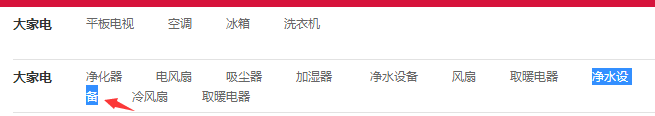 大家电 平板电视 空调 冰箱 洗衣机
大家电 净化器 电风扇 吸尘器 加湿器 净水设备 风扇 取暖电器 净水设
备 冷风扇 取暖电器